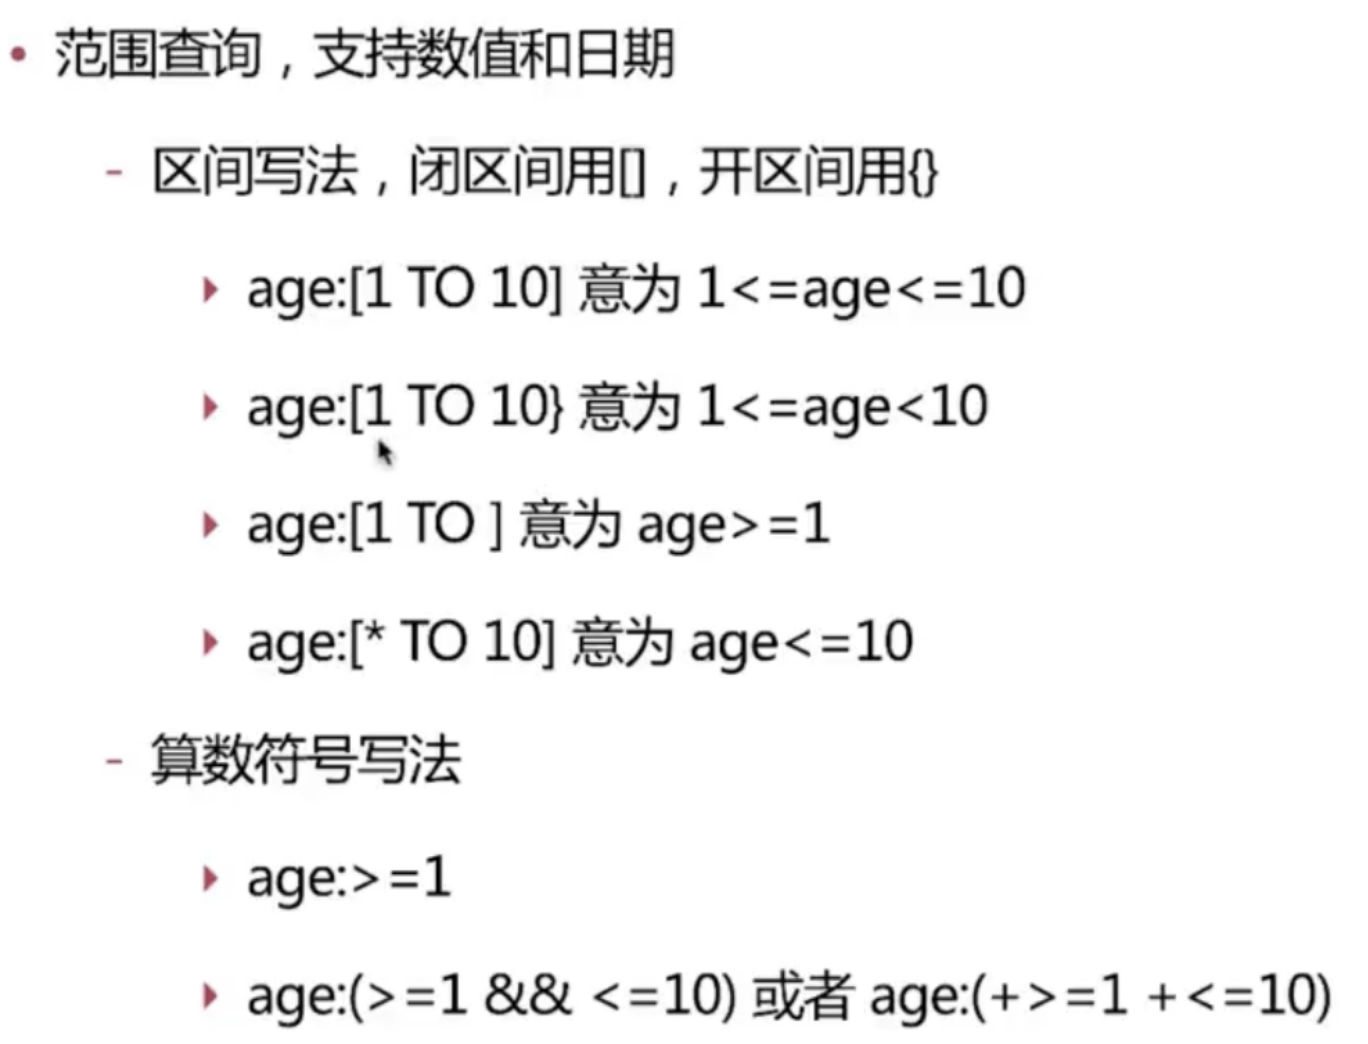 • 范围查询，支持数值和日期
- 区间写法，闭区间用[]，开区间用{}
age:[1 TO 10] 意为 1<=age<=10
age:[1 TO 10} 意为 1<=age<10
age:[1 TO ] 意为 age>=1
age:[* TO 10] 意为 age<=10
- 算数符号写法
age:>=1
age:(>=1 && <=10) 或者 age:(+>=1 +<=10)